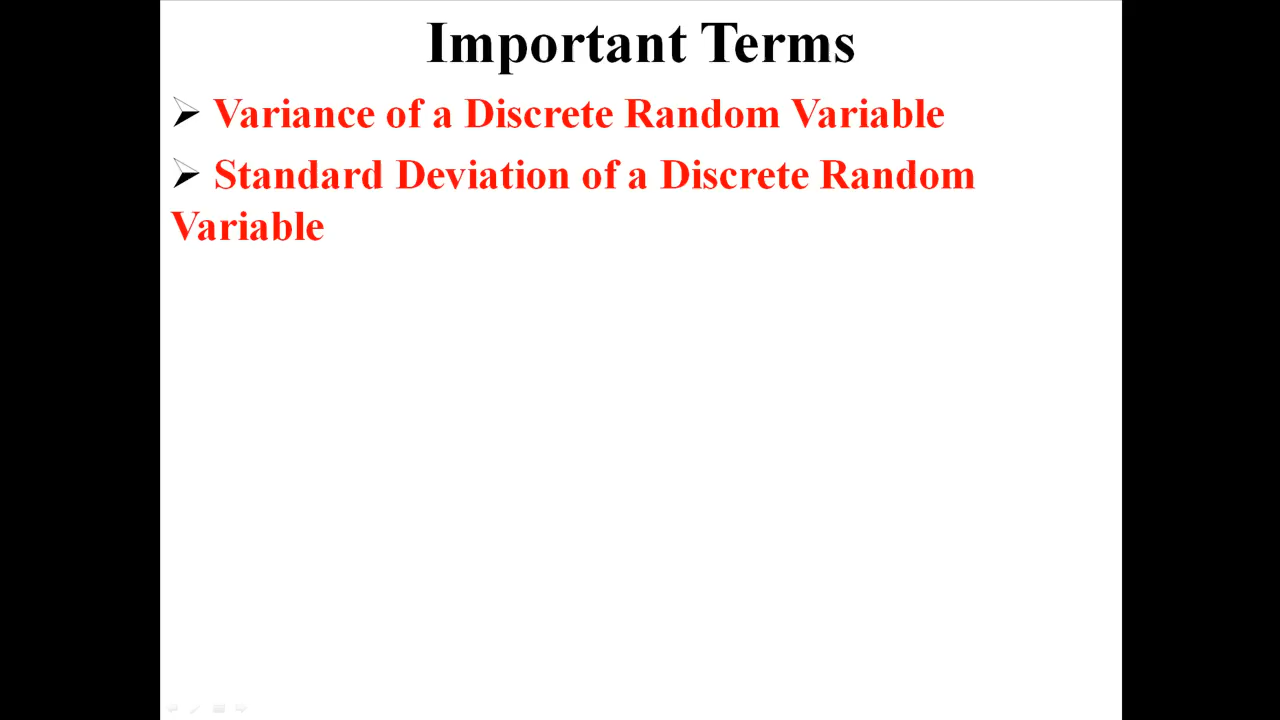 Important Terms
➢ Variance of a Discrete Random Variable
➢ Standard Deviation of a Discrete Random
Variable